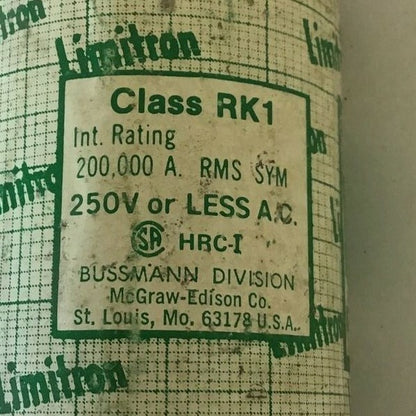 Limitron
Class RK1
Int. Rating
200,000 A. RMS SYM
250V or LESS A.C.
SA HRC-I
BUSSMANN DIVISION
McGraw-Edison Co.
St. Louis, Mo. 63178 U.S.A.
Limitron